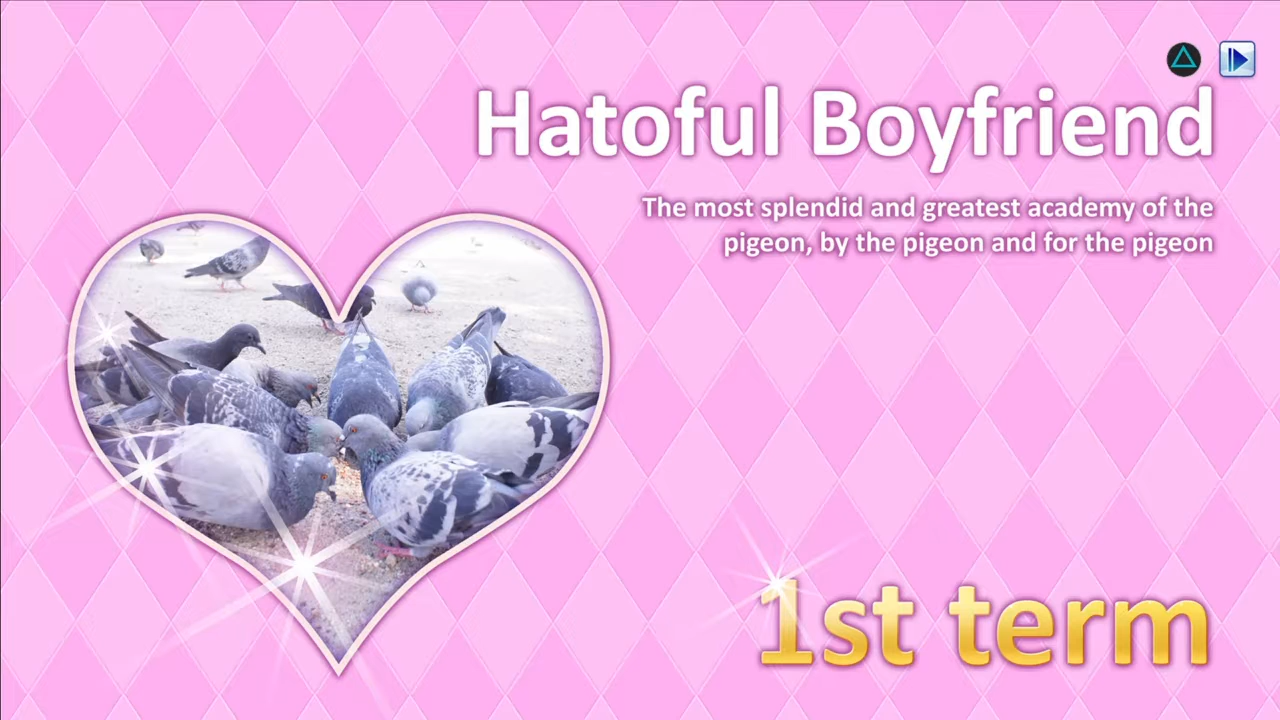 Hatoful Boyfriend
The most splendid and greatest academy of the
pigeon, by the pigeon and for the pigeon
1st term